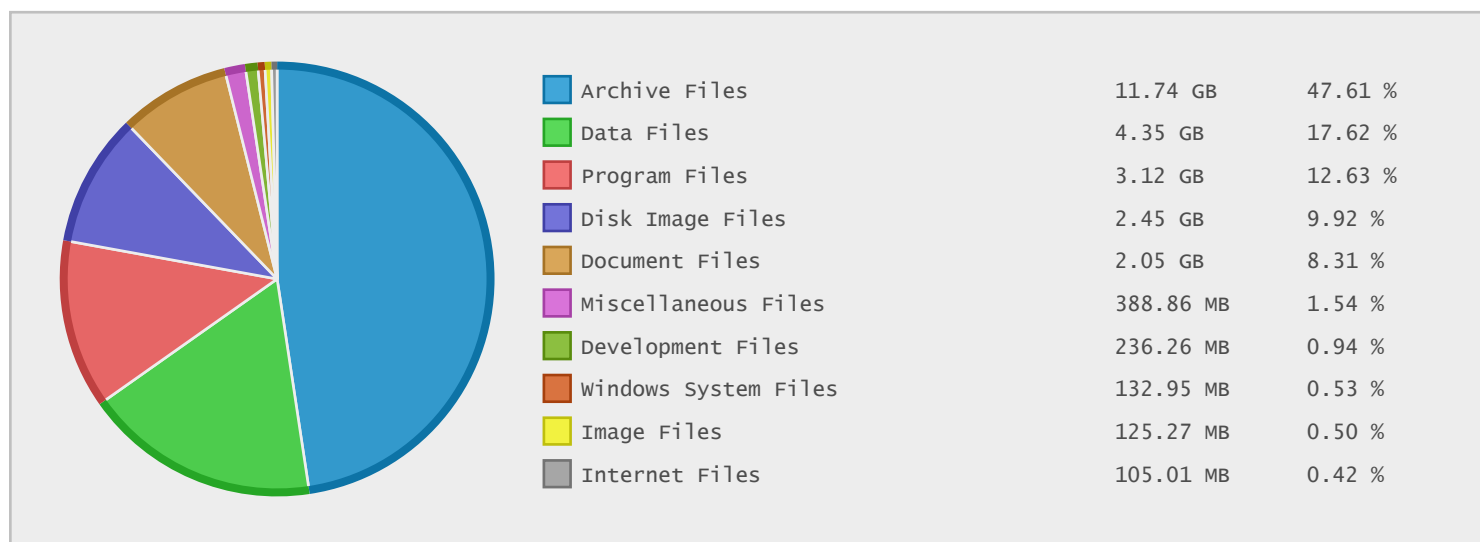 Archive Files 11.74 GB 47.61 %
Data Files 4.35 GB 17.62 %
Program Files 3.12 GB 12.63 %
Disk Image Files 2.45 GB 9.92 %
Document Files 2.05 GB 8.31 %
Miscellaneous Files 388.86 MB 1.54 %
Development Files 236.26 MB 0.94 %
Windows System Files 132.95 MB 0.53 %
Image Files 125.27 MB 0.50 %
Internet Files 105.01 MB 0.42 %